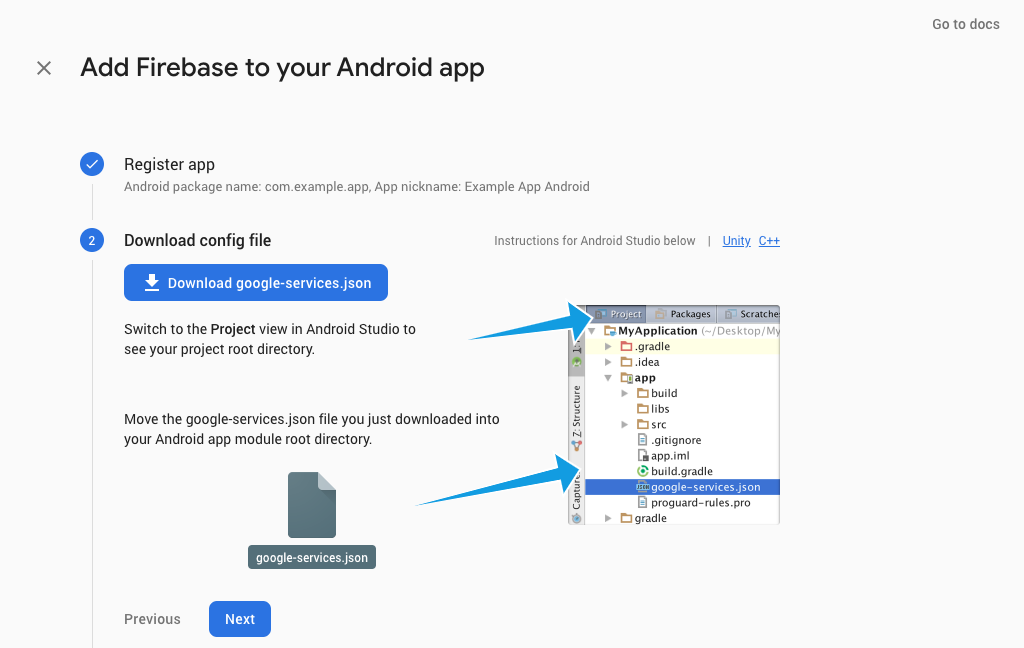 Go to docs
Add Firebase to your Android app
Register app
Android package name: com.example.app, App nickname: Example App Android
2
Download config file
Instructions for Android Studio below | Unity C++
Download google-services.json
Switch to the Project view in Android Studio to
see your project root directory.
Move the google-services.json file you just downloaded into
your Android app module root directory.
google-services.json
Project Packages Scratches
MyApplication (~/Desktop/My
.gradle
.idea
app
build
libs
src
.gitignore
app.iml
build.gradle
google-services.json
proguard-rules.pro
gradle
1:
Z: Structure
Captures
Previous
Next